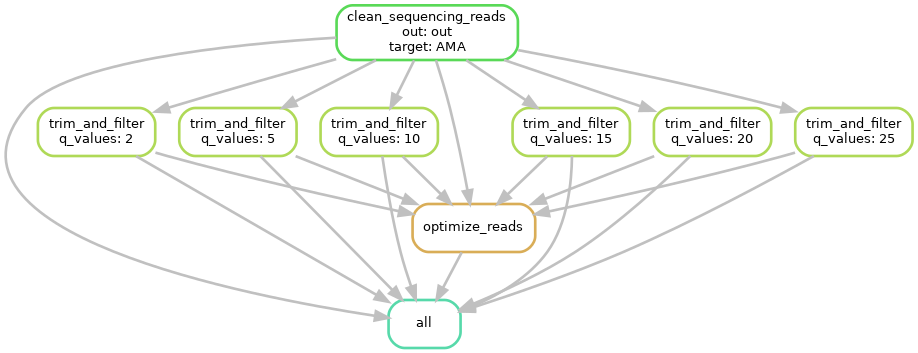 clean_sequencing_reads
out: out
target: AMA
trim_and_filter
q_values: 2
trim_and_filter
q_values: 5
trim_and_filter
q_values: 10
trim_and_filter
q_values: 15
trim_and_filter
q_values: 20
trim_and_filter
q_values: 25
optimize_reads
all